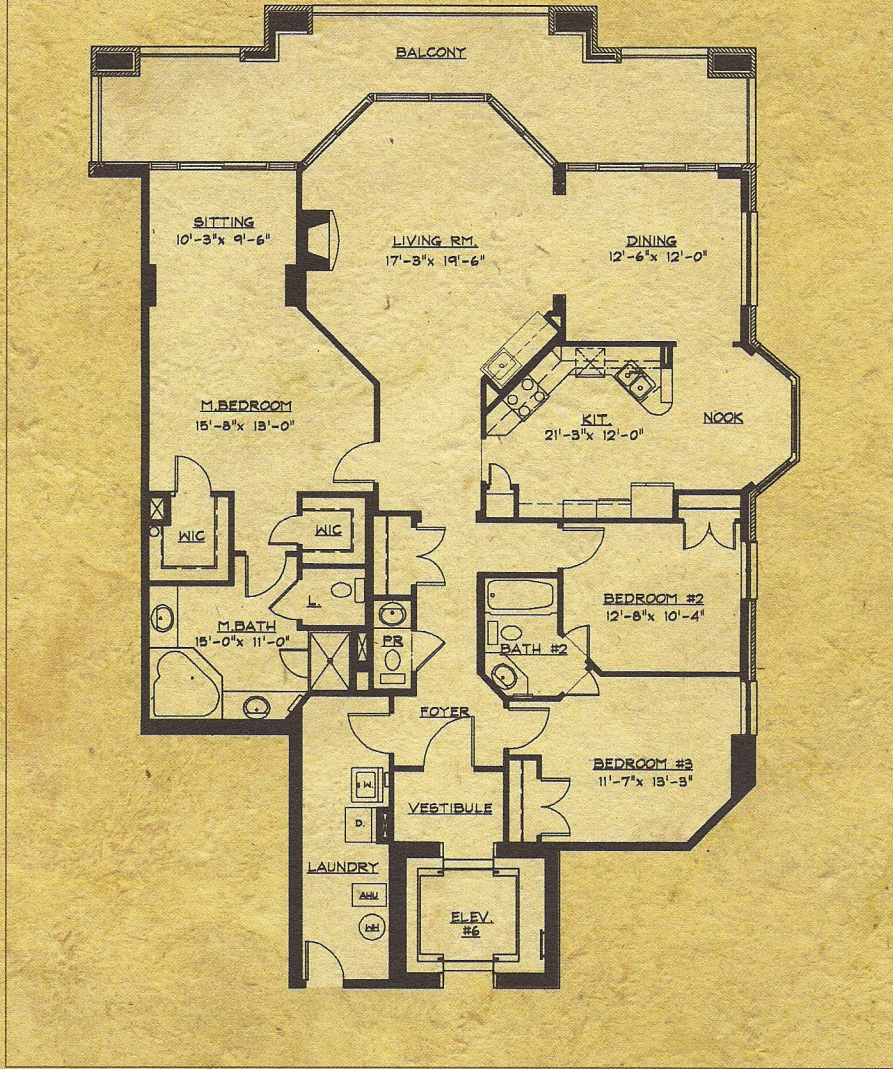 BALCONY
SITTING
10'-3"x 9'-6"
LIVING RM.
17'-3"x 19'-6"
DINING
12'-6"x 12'-0"
M.BEDROOM
15'-8"x 13'-0"
KIT.
21'-3"x 12'-0"
NOOK
WIC
WIC
L.
M.BATH
15'-0"x 11'-0"
PR
BATH #2
BEDROOM #2
12'-8"x 10'-4"
FOYER
BEDROOM #3
11'-7"x 13'-3"
W.
D.
VESTIBULE
LAUNDRY
AHU
WH
ELEV.
#6